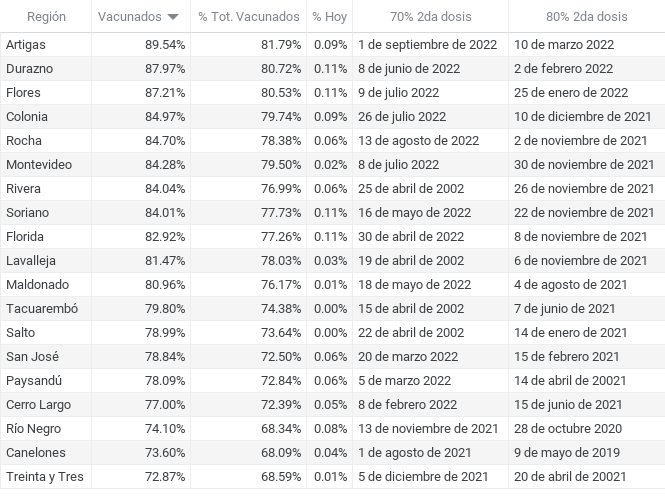 Región Vacunados % Tot. Vacunados % Hoy 70% 2da dosis 80% 2da dosis
Artigas 89.54% 81.79% 0.09% 1 de septiembre de 2022 10 de marzo 2022
Durazno 87.97% 80.72% 0.11% 8 de junio de 2022 2 de febrero 2022
Flores 87.21% 80.53% 0.11% 9 de julio 2022 25 de enero de 2022
Colonia 84.97% 79.74% 0.09% 26 de julio 2022 10 de diciembre de 2021
Rocha 84.70% 78.38% 0.06% 13 de agosto de 2022 2 de noviembre de 2021
Montevideo 84.28% 79.50% 0.02% 8 de julio 2022 30 de noviembre de 2021
Rivera 84.04% 76.99% 0.06% 25 de abril de 2002 26 de noviembre de 2021
Soriano 84.01% 77.73% 0.11% 16 de mayo de 2022 22 de noviembre de 2021
Florida 82.92% 77.26% 0.11% 30 de abril de 2022 8 de noviembre de 2021
Lavalleja 81.47% 78.03% 0.03% 19 de abril de 2002 6 de noviembre de 2021
Maldonado 80.96% 76.17% 0.01% 18 de mayo de 2022 4 de agosto de 2021
Tacuarembó 79.80% 74.38% 0.00% 15 de abril de 2002 7 de junio de 2021
Salto 78.99% 73.64% 0.00% 22 de abril de 2002 14 de enero de 2021
San José 78.84% 72.50% 0.06% 20 de marzo 2022 15 de febrero 2021
Paysandú 78.09% 72.84% 0.06% 5 de marzo 2022 14 de abril de 20021
Cerro Largo 77.00% 72.39% 0.05% 8 de febrero 2022 15 de junio de 2021
Río Negro 74.10% 68.34% 0.08% 13 de noviembre de 2021 28 de octubre 2020
Canelones 73.60% 68.09% 0.04% 1 de agosto de 2021 9 de mayo de 2019
Treinta y Tres 72.87% 68.59% 0.01% 5 de diciembre de 2021 20 de abril de 20021